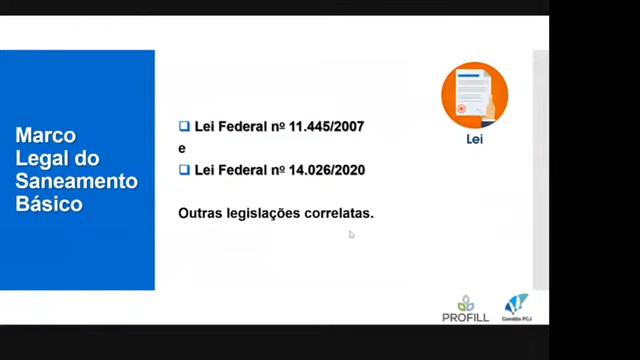 Marco
Legal do
Saneamento
Básico
Lei Federal nº 11.445/2007
e
Lei Federal nº 14.026/2020
Outras legislações correlatas.
Lei
PROFILL
Comitês PCJ